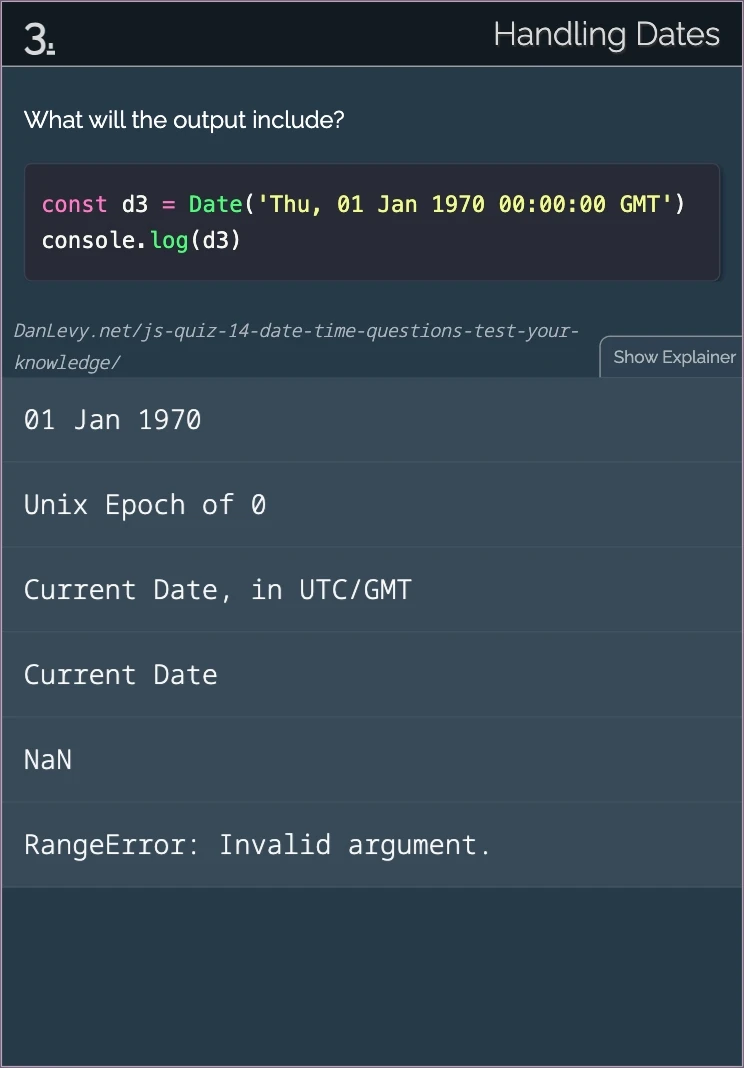 3.
Handling Dates
What will the output include?
const d3 = Date('Thu, 01 Jan 1970 00:00:00 GMT')
console.log(d3)
DanLevy.net/js-quiz-14-date-time-questions-test-your-
knowledge/
Show Explainer
01 Jan 1970
Unix Epoch of 0
Current Date, in UTC/GMT
Current Date
NaN
RangeError: Invalid argument.